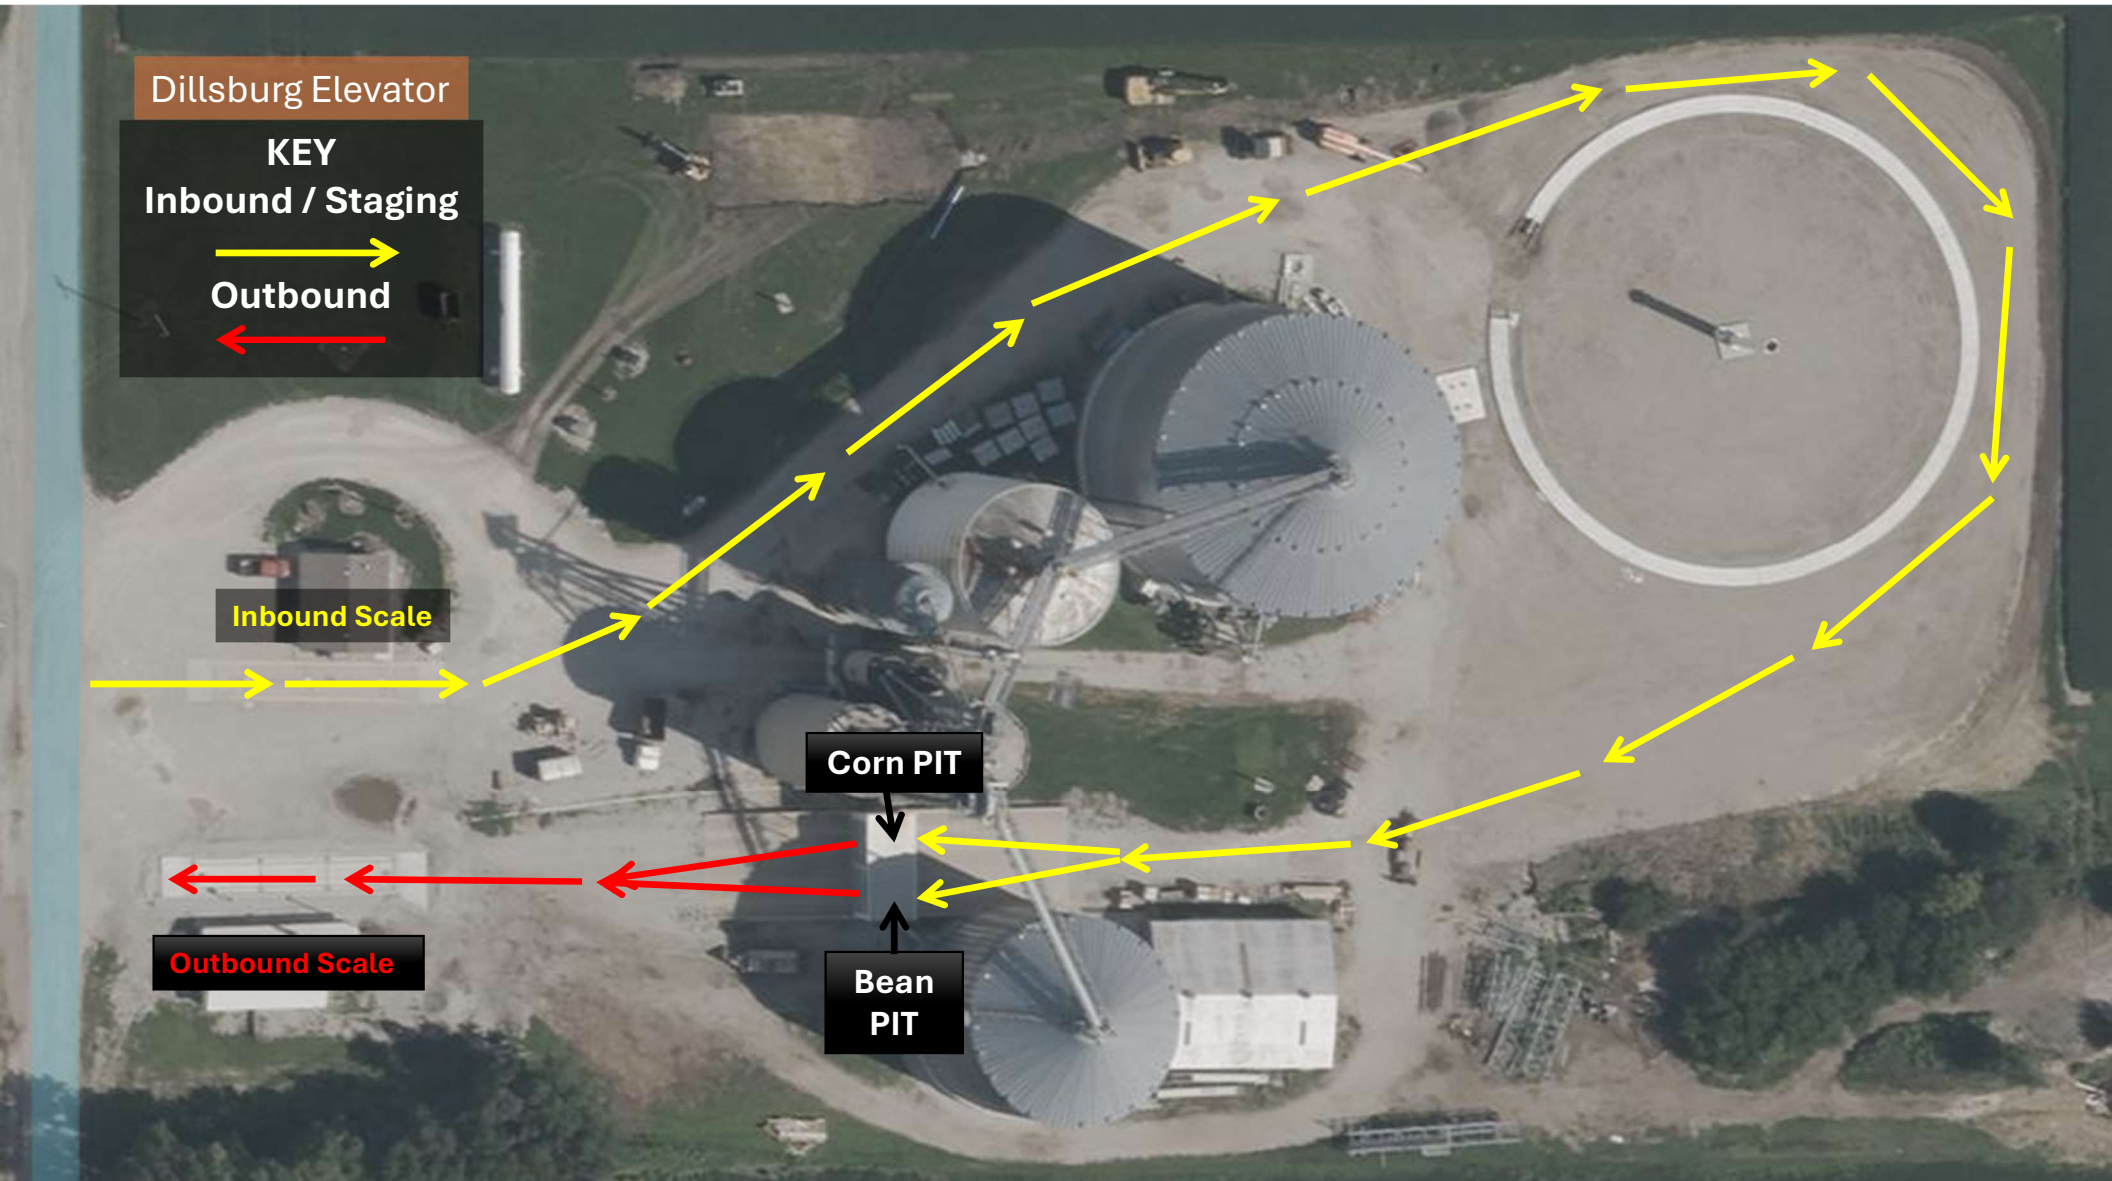 Dillsburg Elevator
KEY
Inbound / Staging
Outbound
Inbound Scale
Corn PIT
Outbound Scale
Bean
PIT